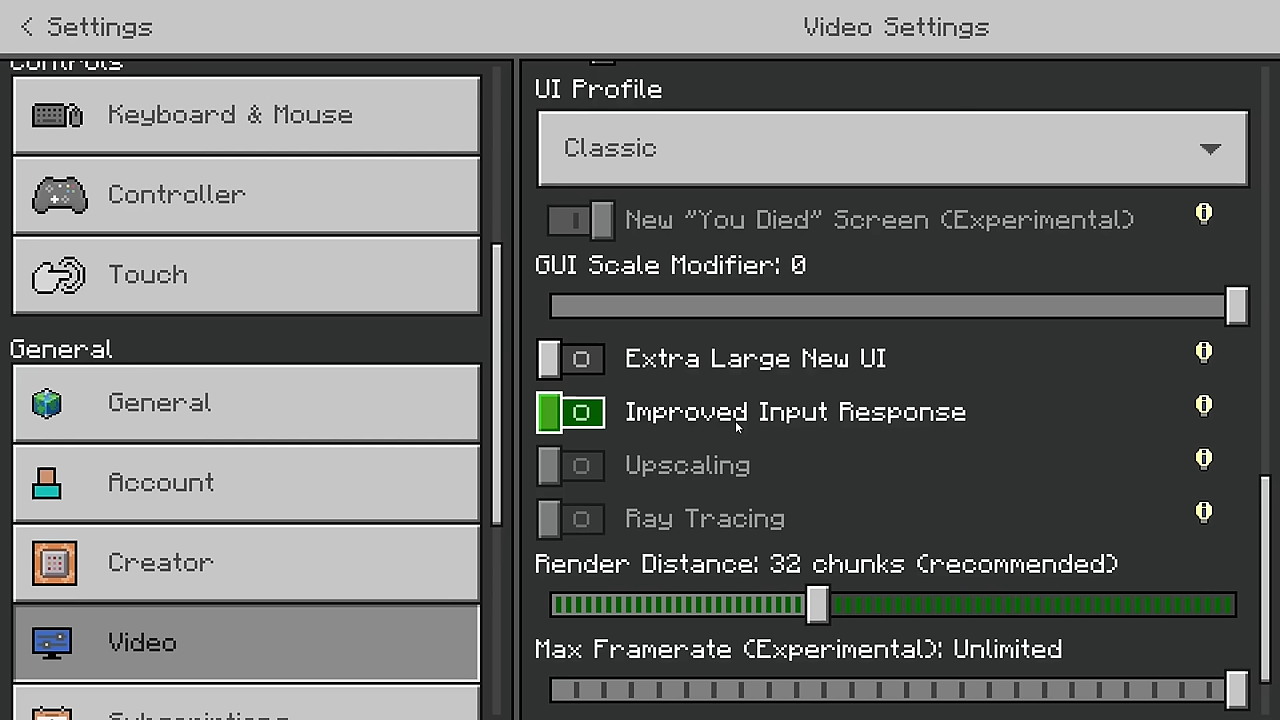 Settings
Video Settings
Controls
Keyboard & Mouse
Controller
Touch
General
General
Account
Creator
Video
Subscriptions
UI Profile
Classic
New "You Died" Screen (Experimental)
GUI Scale Modifier: 0
Extra Large New UI
Improved Input Response
Upscaling
Ray Tracing
Render Distance: 32 chunks (recommended)
Max Framerate (Experimental): Unlimited